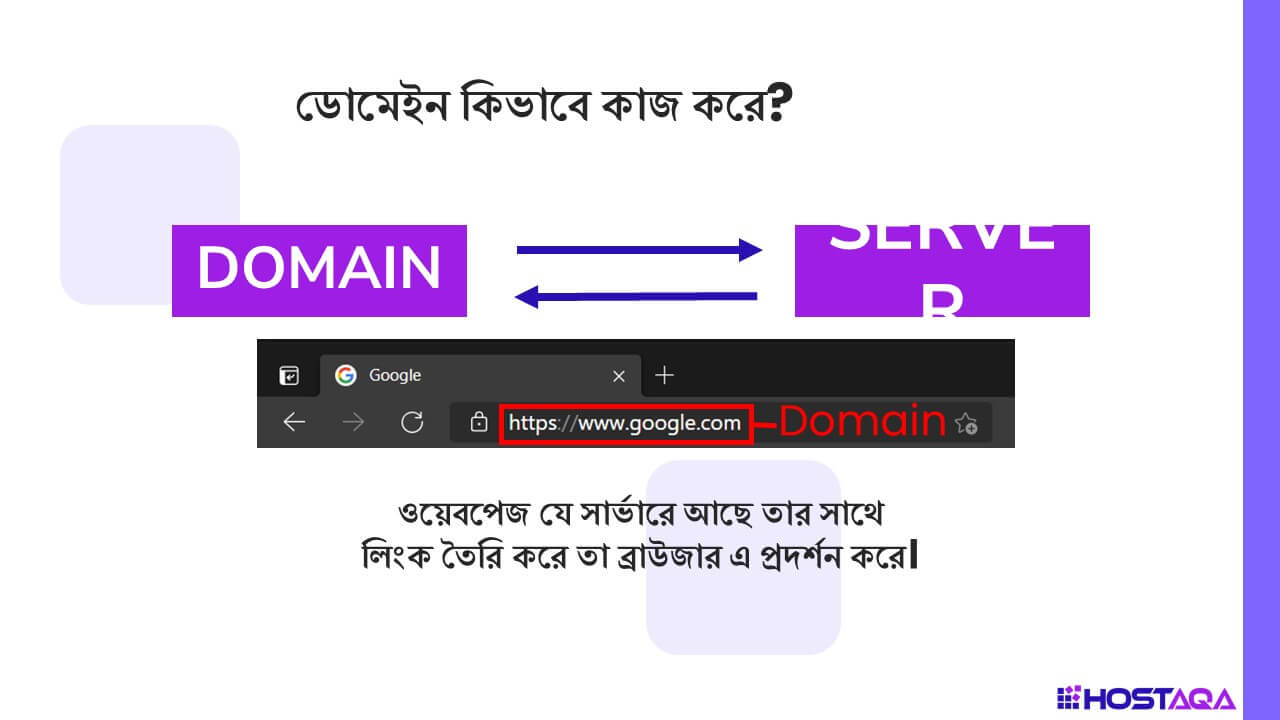 ডোমেইন কিভাবে কাজ করে?
DOMAIN
SERVE
R
Google
https://www.google.com
Domain
ওয়েবপেজ যে সার্ভারে আছে তার সাথে
লিংক তৈরি করে তা ব্রাউজার এ প্রদর্শন করে।
HOSTAQA